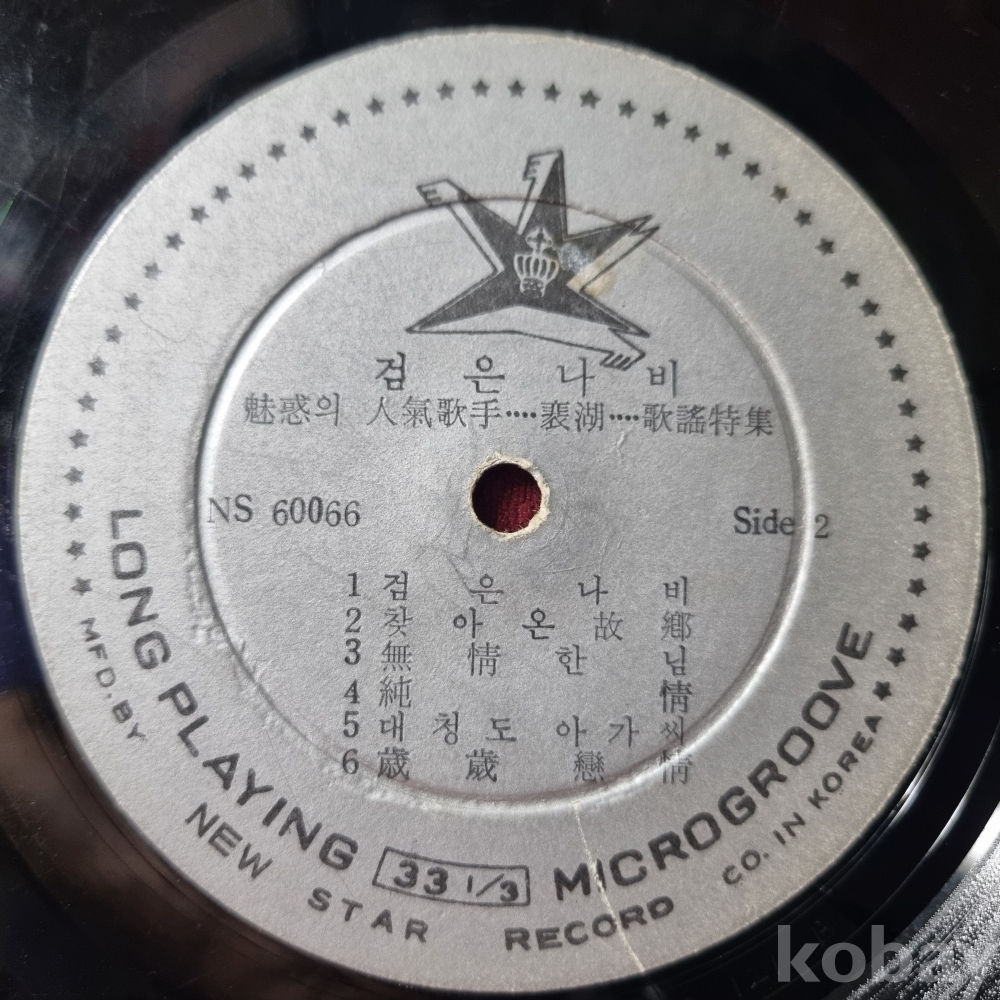 검은나비
魅惑의 人氣歌手····裵湖····歌謠特集
NS 60066
Side 2
1 검은나비
2 찾아온故鄕
3 無情한님
4 純情
5 대청도아가씨
6 歲歲戀情
LONG PLAYING 33 1/3 MICROGROOVE
MFD. BY NEW STAR RECORD CO. IN KOREA